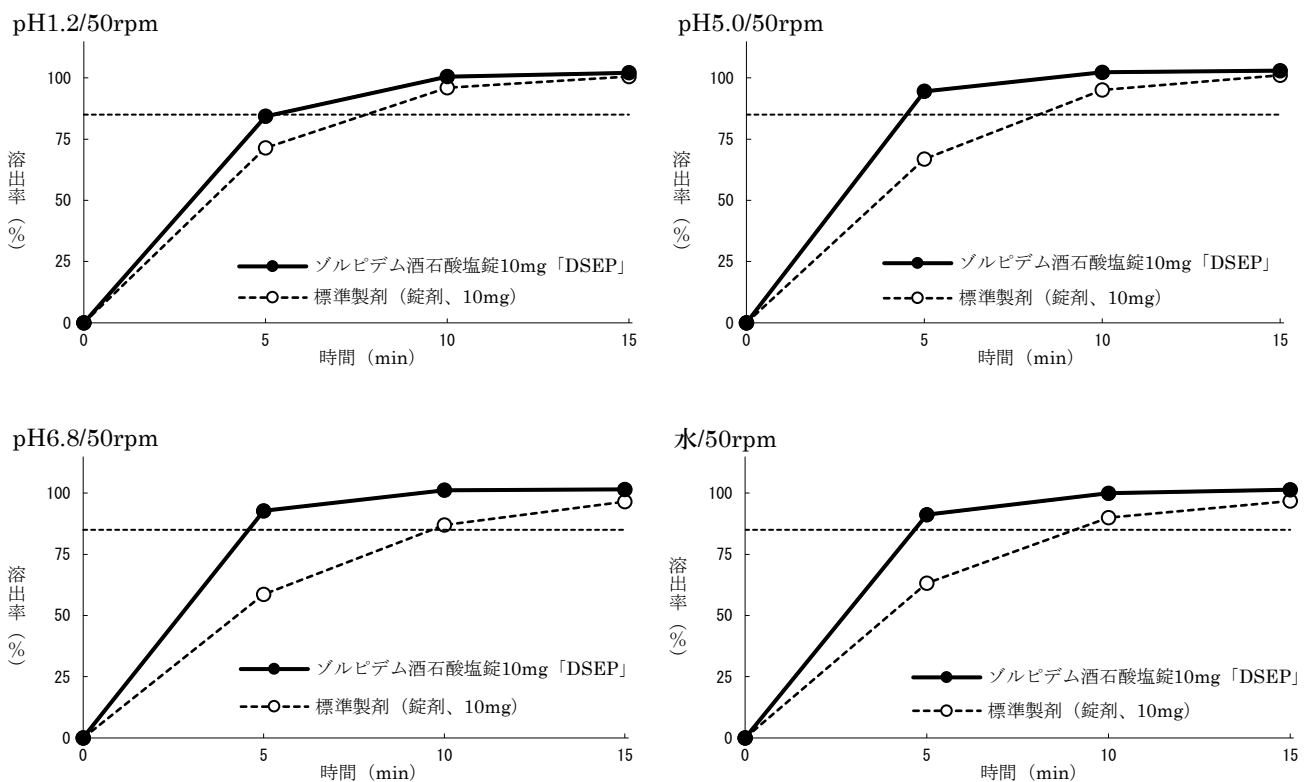 pH1.2/50rpm
100
75
50
25
0
溶出率（%）
ゾルピデム酒石酸塩錠10mg「DSEP」
標準製剤（錠剤、10mg）
0 5 10 15
時間（min）
pH5.0/50rpm
100
75
50
25
0
溶出率（%）
ゾルピデム酒石酸塩錠10mg「DSEP」
標準製剤（錠剤、10mg）
0 5 10 15
時間（min）
pH6.8/50rpm
100
75
50
25
0
溶出率（%）
ゾルピデム酒石酸塩錠10mg「DSEP」
標準製剤（錠剤、10mg）
0 5 10 15
時間（min）
水/50rpm
100
75
50
25
0
溶出率（%）
ゾルピデム酒石酸塩錠10mg「DSEP」
標準製剤（錠剤、10mg）
0 5 10 15
時間（min）